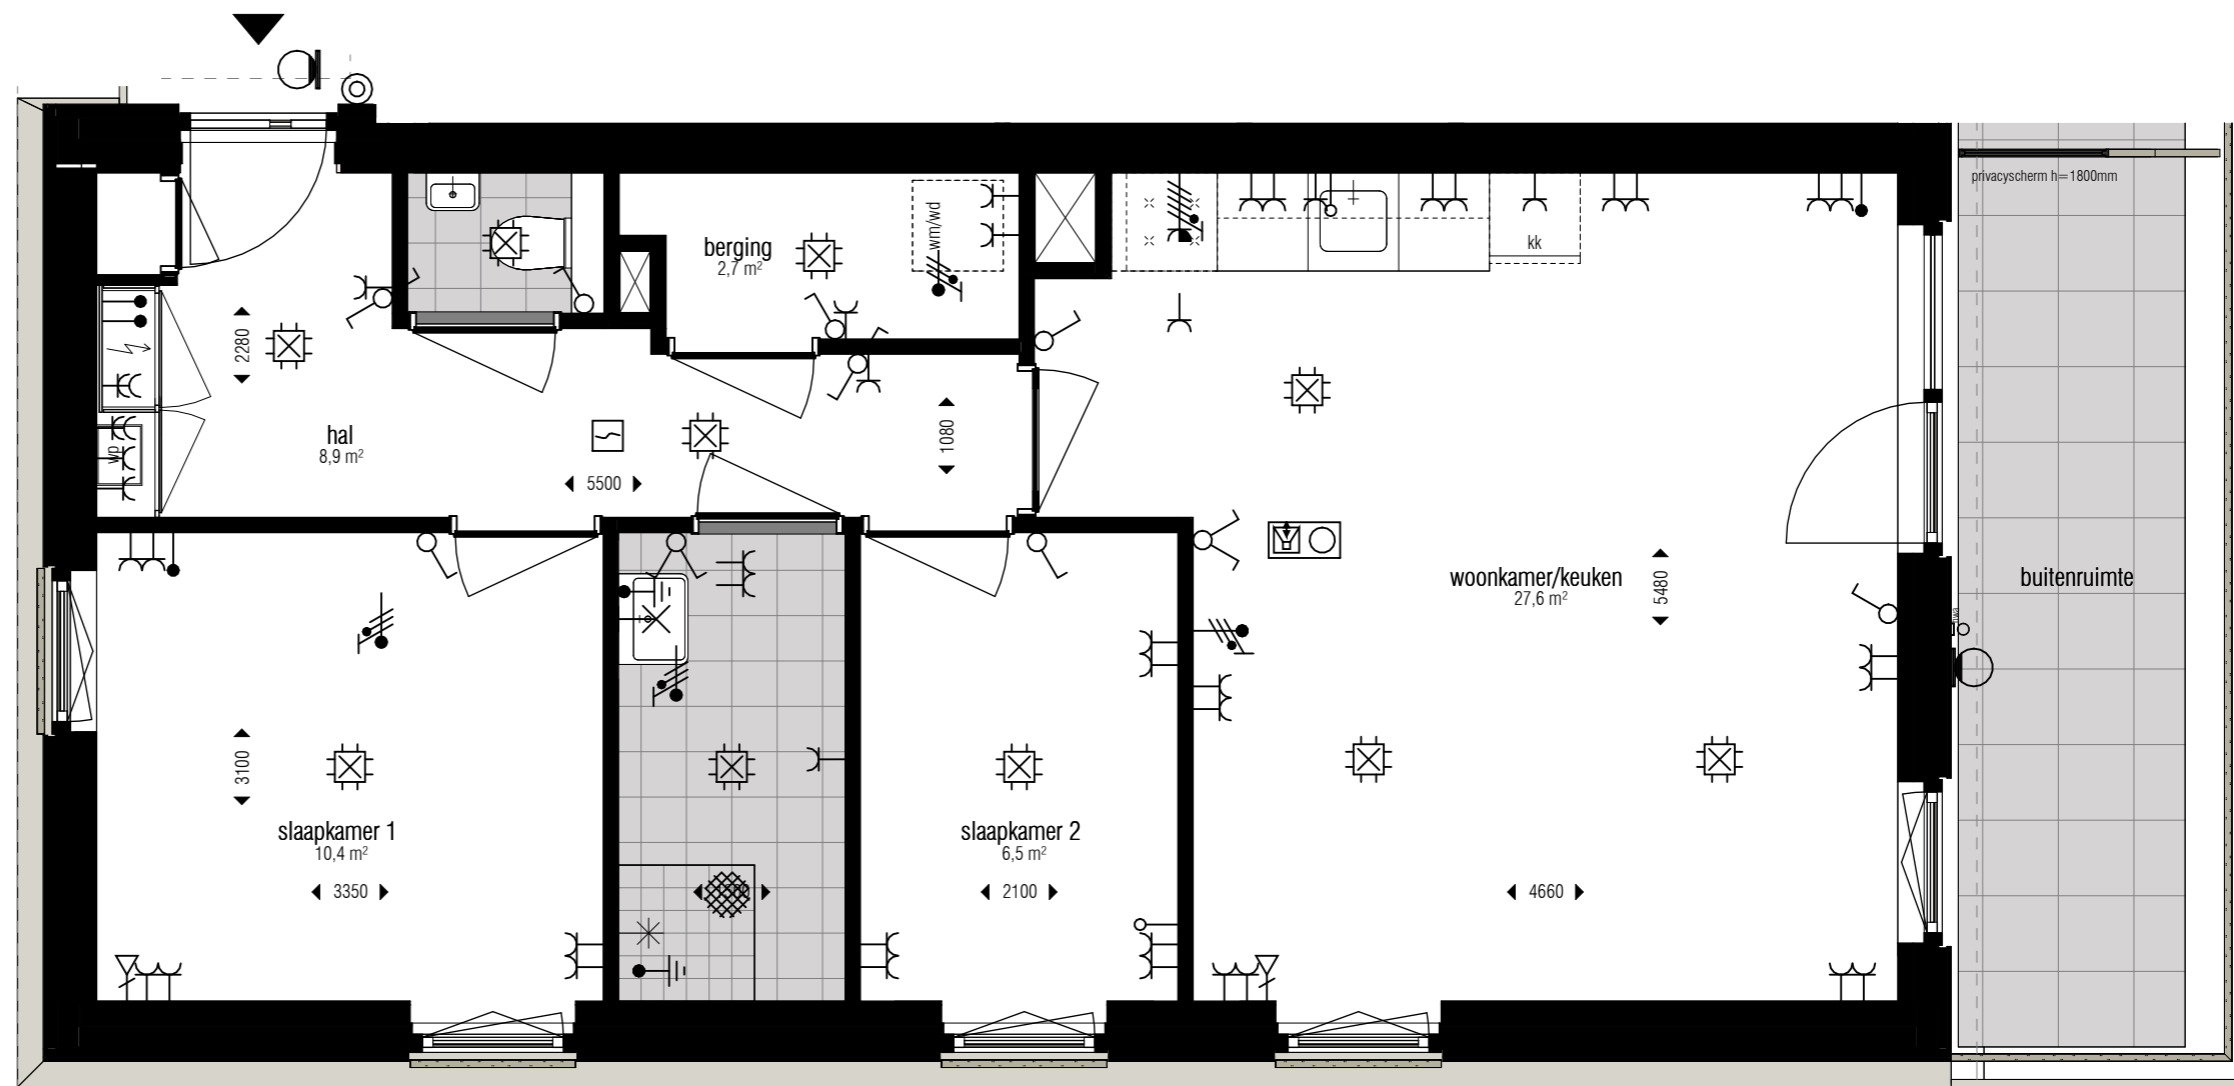 privacyscherm h=1800mm
berging
2,7 m²
wm/wd
kk
2280
hal
8,9 m²
wp
1080
5500
woonkamer/keuken
27,6 m²
5480
buitenruimte
3100
slaapkamer 1
10,4 m²
3350
slaapkamer 2
6,5 m²
2100
4660